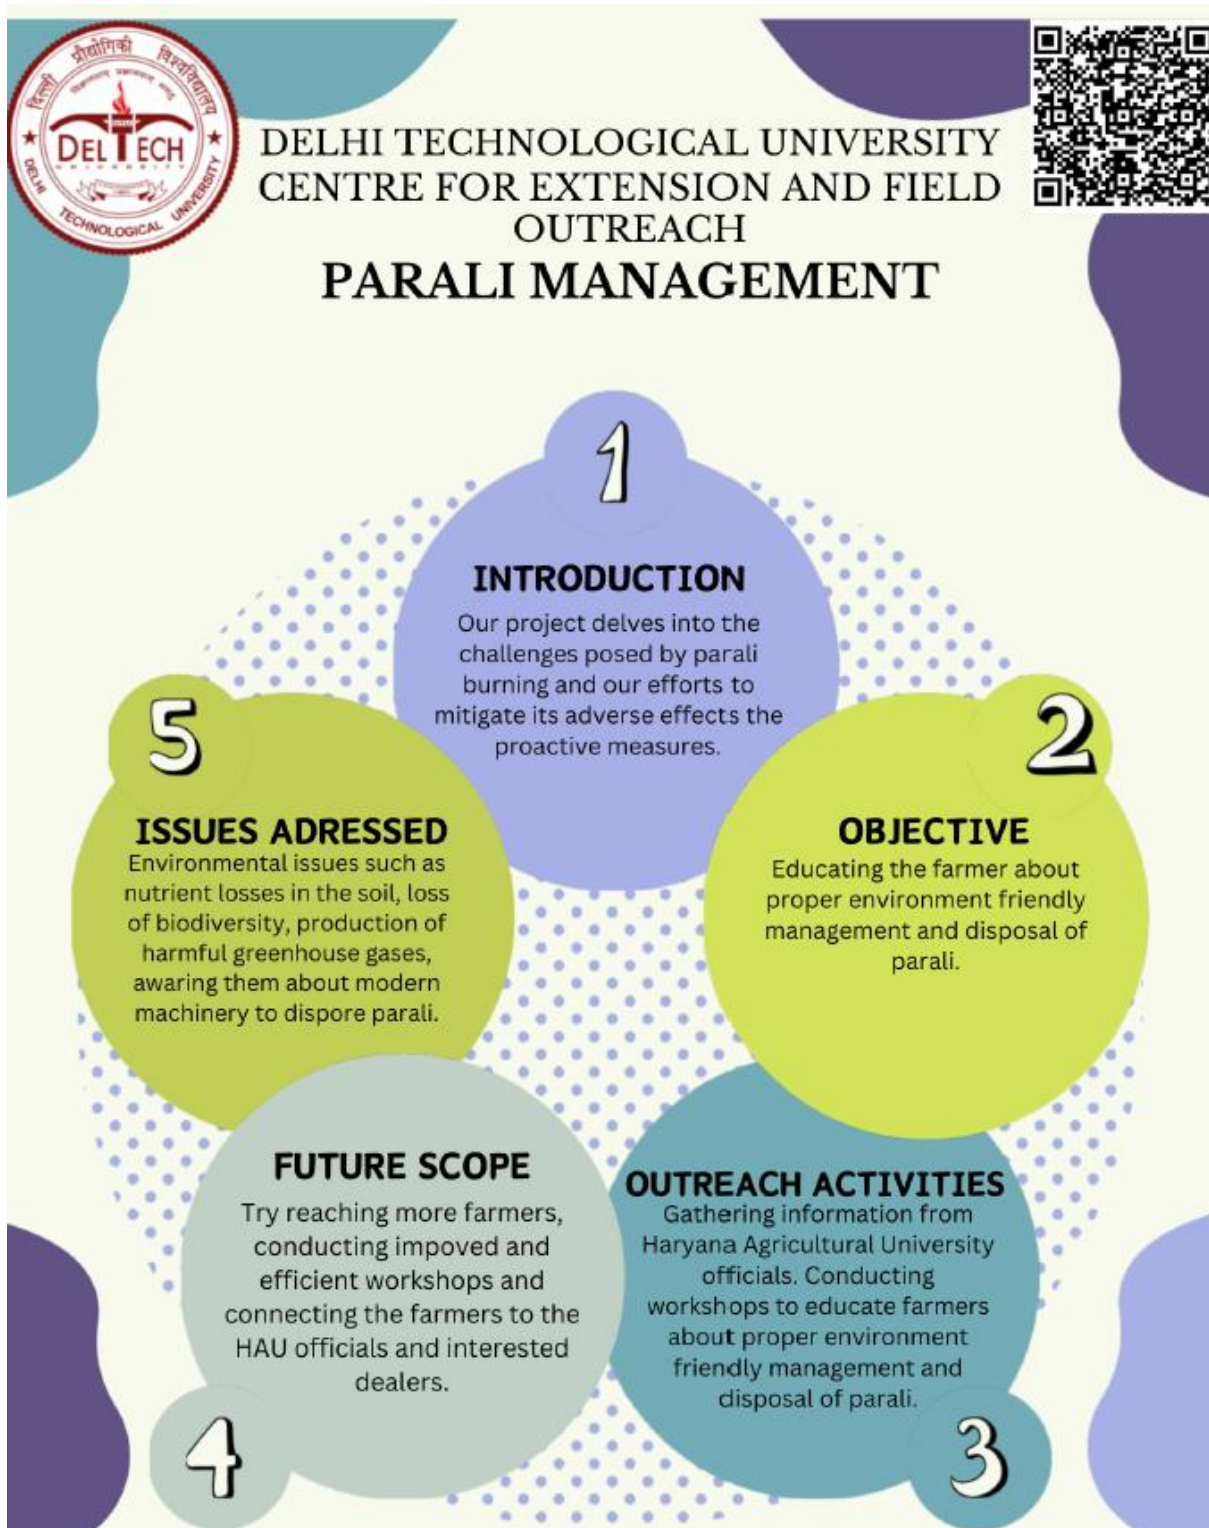 दिल्ली प्रौद्योगिकी विश्वविद्यालय
DELTECH
UNIVERSITY
DELHI TECHNOLOGICAL UNIVERSITY
DELHI TECHNOLOGICAL UNIVERSITY
CENTRE FOR EXTENSION AND FIELD
OUTREACH
PARALI MANAGEMENT
1
INTRODUCTION
Our project delves into the
challenges posed by parali
burning and our efforts to
mitigate its adverse effects the
proactive measures.
2
OBJECTIVE
Educating the farmer about
proper environment friendly
management and disposal of
parali.
3
OUTREACH ACTIVITIES
Gathering information from
Haryana Agricultural University
officials. Conducting
workshops to educate farmers
about proper environment
friendly management and
disposal of parali.
4
FUTURE SCOPE
Try reaching more farmers,
conducting impoved and
efficient workshops and
connecting the farmers to the
HAU officials and interested
dealers.
5
ISSUES ADRESSED
Environmental issues such as
nutrient losses in the soil, loss
of biodiversity, production of
harmful greenhouse gases,
awaring them about modern
machinery to dispore parali.